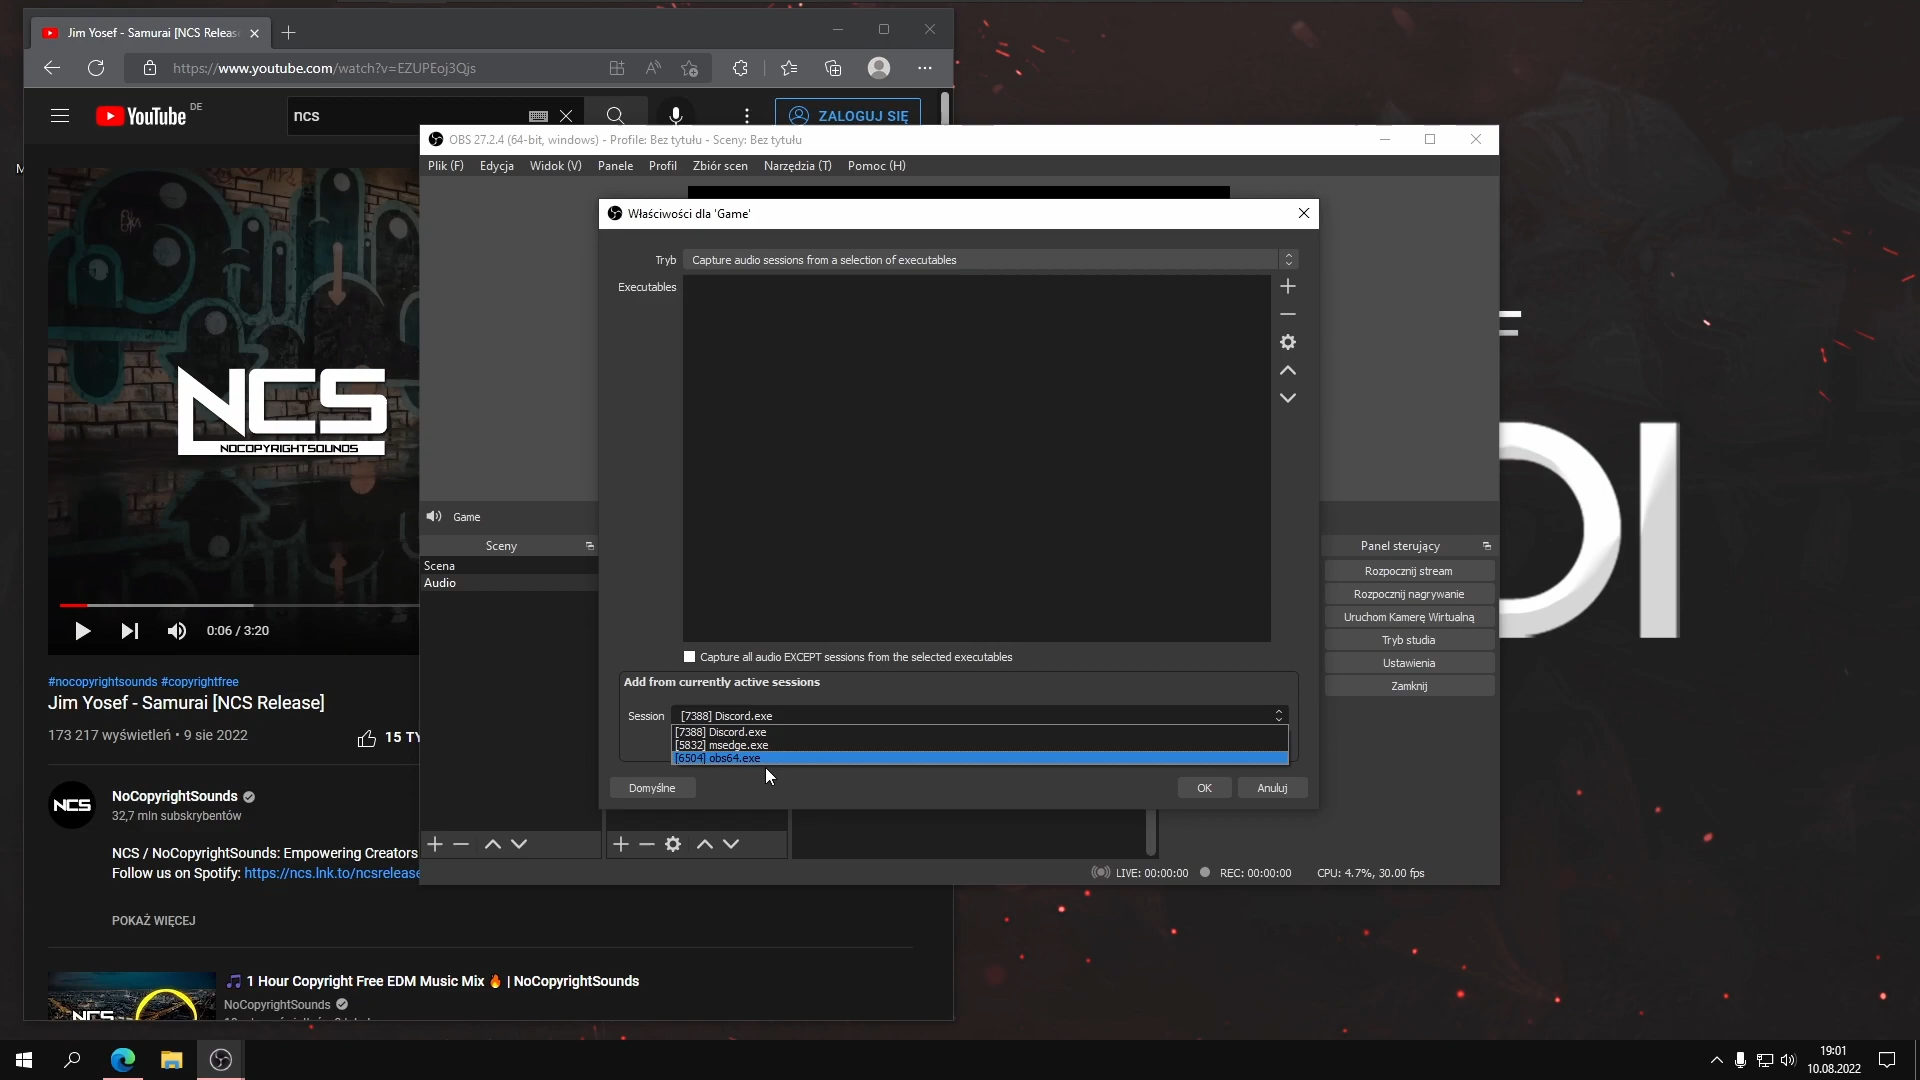 Jim Yosef - Samurai [NCS Releas
https://www.youtube.com/watch?v=EZUPEoj3Qjs
YouTube DE
ncs
ZALOGUJ SIĘ
M
NCS
NOCOPYRIGHTSOUNDS
0:06 / 3:20
#nocopyrightsounds #copyrightfree
Jim Yosef - Samurai [NCS Release]
173 217 wyświetleń • 9 sie 2022
15 TY
NCS
NoCopyrightSounds
32,7 mln subskrybentów
NCS / NoCopyrightSounds: Empowering Creators
Follow us on Spotify: https://ncs.lnk.to/ncsrelease
POKAŻ WIĘCEJ
NCS
🎵 1 Hour Copyright Free EDM Music Mix 🔥 | NoCopyrightSounds
NoCopyrightSounds
OBS 27.2.4 (64-bit, windows) - Profile: Bez tytułu - Sceny: Bez tytułu
Plik (F) Edycja Widok (V) Panele Profil Zbiór scen Narzędzia (T) Pomoc (H)
Właściwości dla 'Game'
Tryb Capture audio sessions from a selection of executables
Executables
Capture all audio EXCEPT sessions from the selected executables
Add from currently active sessions
Session [7388] Discord.exe
[7388] Discord.exe
[5832] msedge.exe
[6504] obs64.exe
Domyślne OK Anuluj
Game
Sceny
Scena
Audio
Panel sterujący
Rozpocznij stream
Rozpocznij nagrywanie
Uruchom Kamerę Wirtualną
Tryb studia
Ustawienia
Zamknij
LIVE: 00:00:00 REC: 00:00:00 CPU: 4.7%, 30.00 fps
DI
19:01
10.08.2022